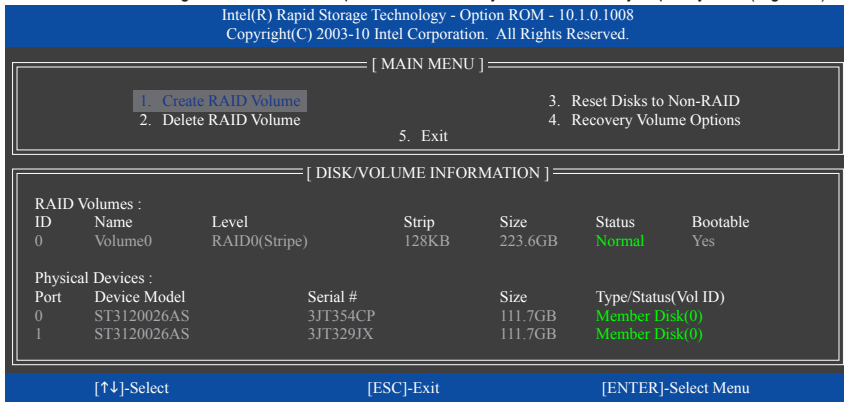 Intel(R) Rapid Storage Technology - Option ROM - 10.1.0.1008
Copyright(C) 2003-10 Intel Corporation.  All Rights Reserved.
[ MAIN MENU ]
1.  Create RAID Volume    3.  Reset Disks to Non-RAID
2.  Delete RAID Volume    4.  Recovery Volume Options
5.  Exit
[ DISK/VOLUME INFORMATION ]
RAID Volumes :
ID    Name    Level    Strip    Size    Status    Bootable
0    Volume0    RAID0(Stripe)    128KB    223.6GB    Normal    Yes
Physical Devices :
Port    Device Model    Serial #    Size    Type/Status(Vol ID)
0    ST3120026AS    3JT354CP    111.7GB    Member Disk(0)
1    ST3120026AS    3JT329JX    111.7GB    Member Disk(0)
[↑↓]-Select    [ESC]-Exit    [ENTER]-Select Menu